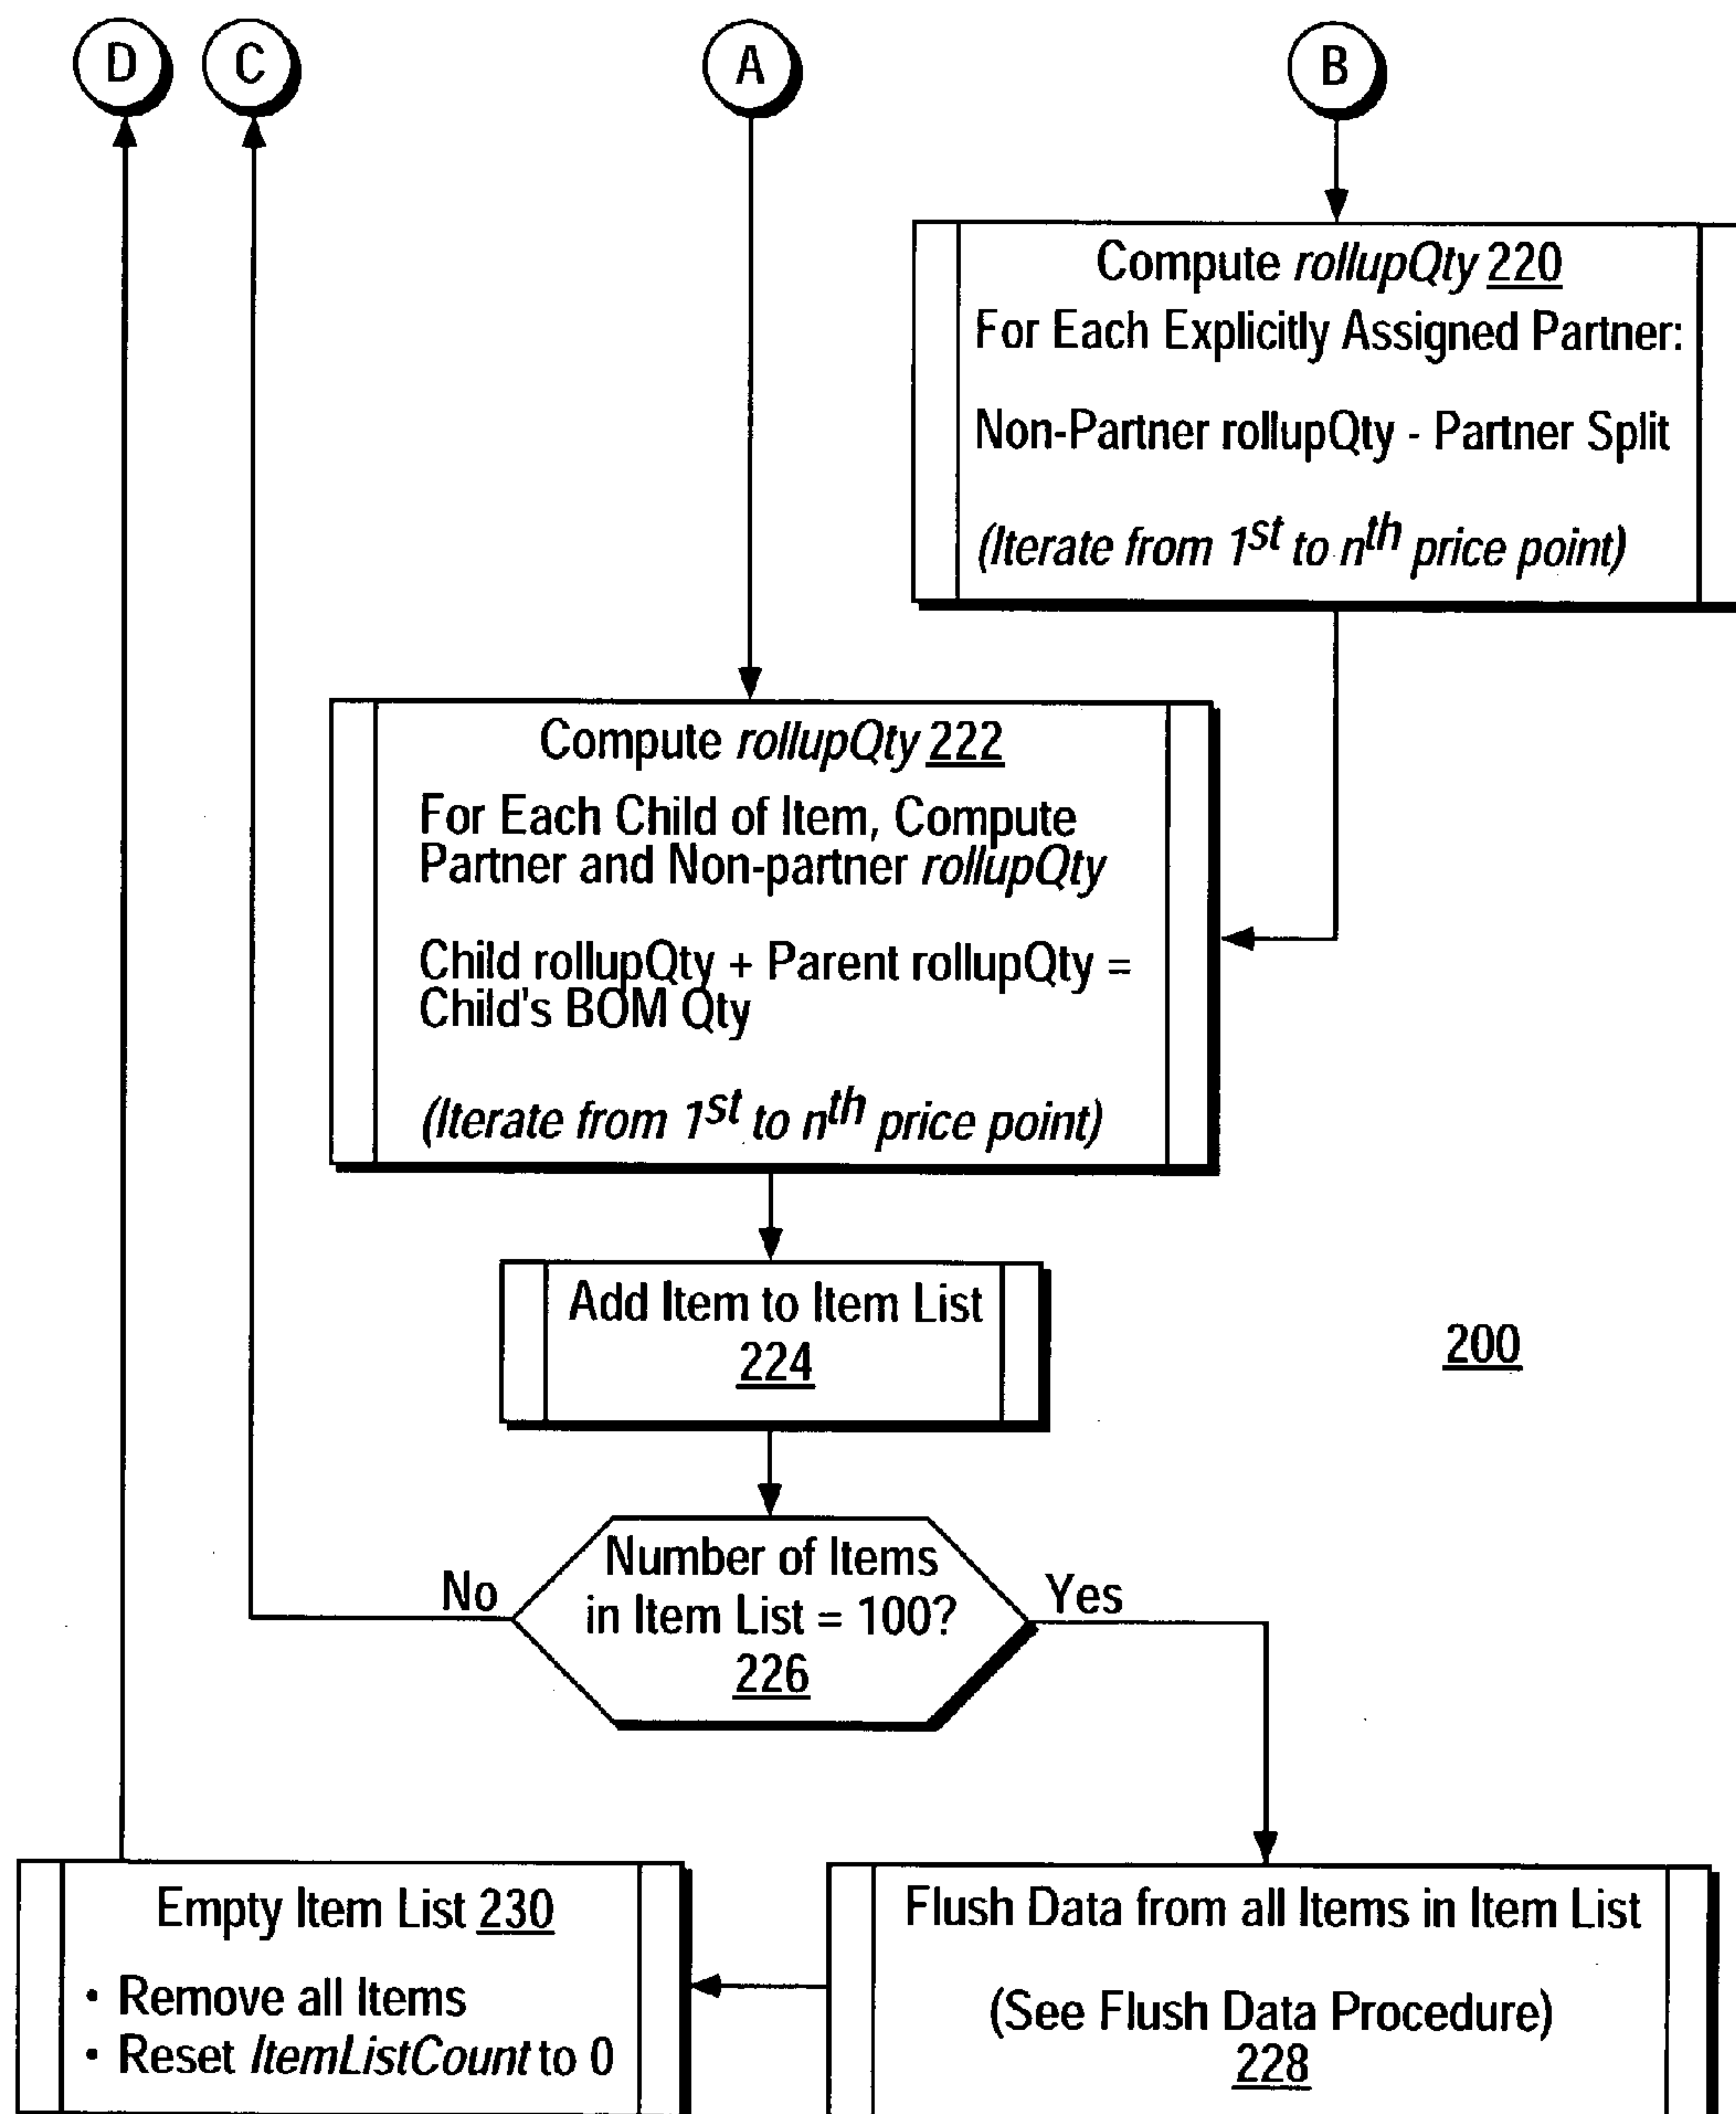 D
C
A
B
Compute rollupQty 220
For Each Explicitly Assigned Partner:
Non-Partner rollupQty - Partner Split
(Iterate from 1st to nth price point)
Compute rollupQty 222
For Each Child of Item, Compute
Partner and Non-partner rollupQty
Child rollupQty + Parent rollupQty =
Child's BOM Qty
(Iterate from 1st to nth price point)
Add Item to Item List
224
200
Number of Items
in Item List = 100?
226
No
Yes
Empty Item List 230
· Remove all Items
· Reset ItemListCount to 0
Flush Data from all Items in Item List
(See Flush Data Procedure)
228